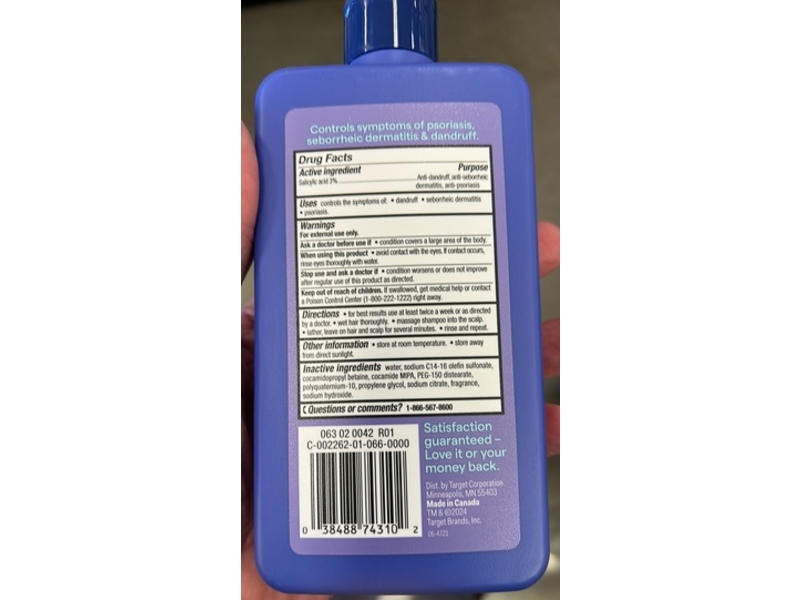 Controls symptoms of psoriasis,
seborrheic dermatitis & dandruff.
Drug Facts
Active ingredient Purpose
Salicylic acid 3% Anti-dandruff, anti-seborrheic
dermatitis, anti-psoriasis
Uses controls the symptoms of: • dandruff • seborrheic dermatitis
• psoriasis.
Warnings
For external use only.
Ask a doctor before use if • condition covers a large area of the body.
When using this product • avoid contact with the eyes. If contact occurs,
rinse eyes thoroughly with water.
Stop use and ask a doctor if • condition worsens or does not improve
after regular use of this product as directed.
Keep out of reach of children. If swallowed, get medical help or contact
a Poison Control Center (1-800-222-1222) right away.
Directions • for best results use at least twice a week or as directed
by a doctor. • wet hair thoroughly. • massage shampoo into the scalp.
• lather, leave on hair and scalp for several minutes. • rinse and repeat.
Other information • store at room temperature. • store away
from direct sunlight.
Inactive ingredients water, sodium C14-16 olefin sulfonate,
cocamidopropyl betaine, cocamide MIPA, PEG-150 distearate,
polyquaternium-10, propylene glycol, sodium citrate, fragrance,
sodium hydroxide.
Questions or comments? 1-866-567-8600
063 02 0042 R01
C-002262-01-066-0000
0 38488 74310 2
Satisfaction
guaranteed –
Love it or your
money back.
Dist. by Target Corporation
Minneapolis, MN 55403
Made in Canada
TM & ©2024
Target Brands, Inc.
05-4721